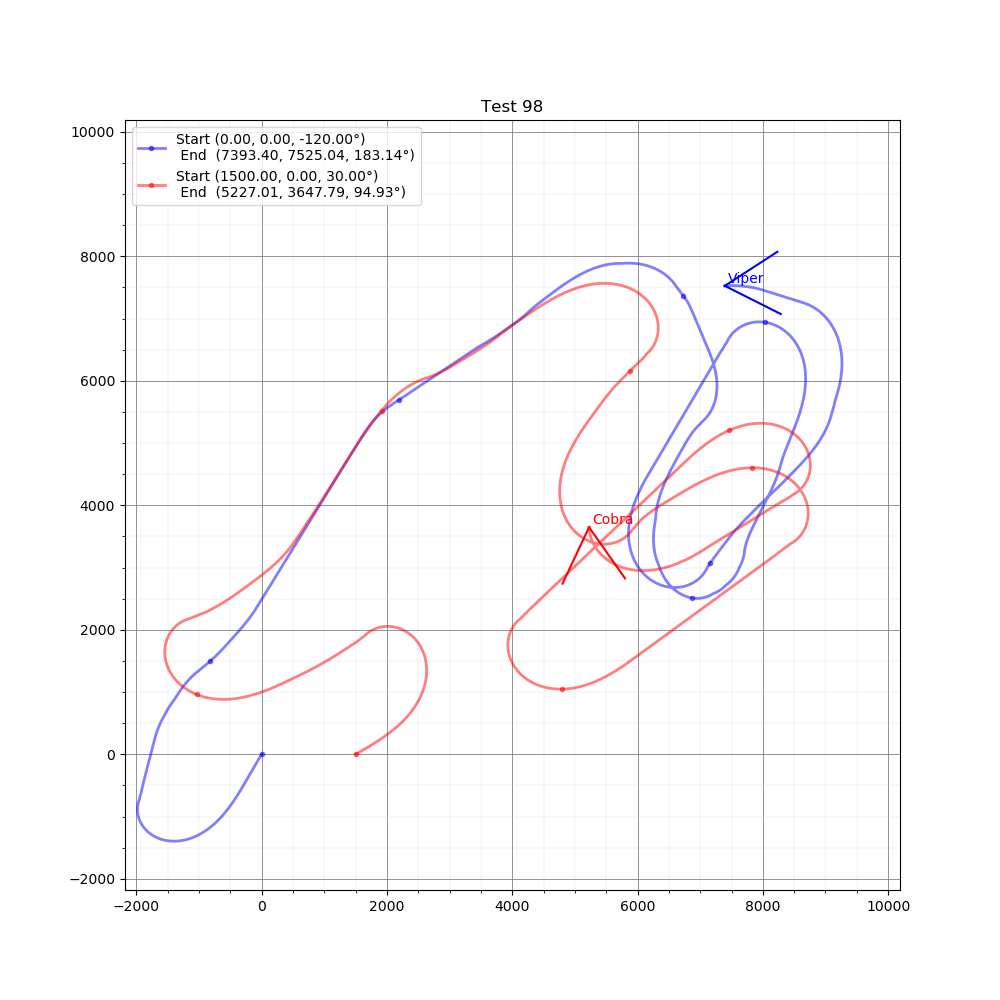 Test 98
Start (0.00, 0.00, -120.00°)
End (7393.40, 7525.04, 183.14°)
Start (1500.00, 0.00, 30.00°)
End (5227.01, 3647.79, 94.93°)
10000
8000
6000
4000
2000
0
−2000
Viper
Cobra
−2000 0 2000 4000 6000 8000 10000